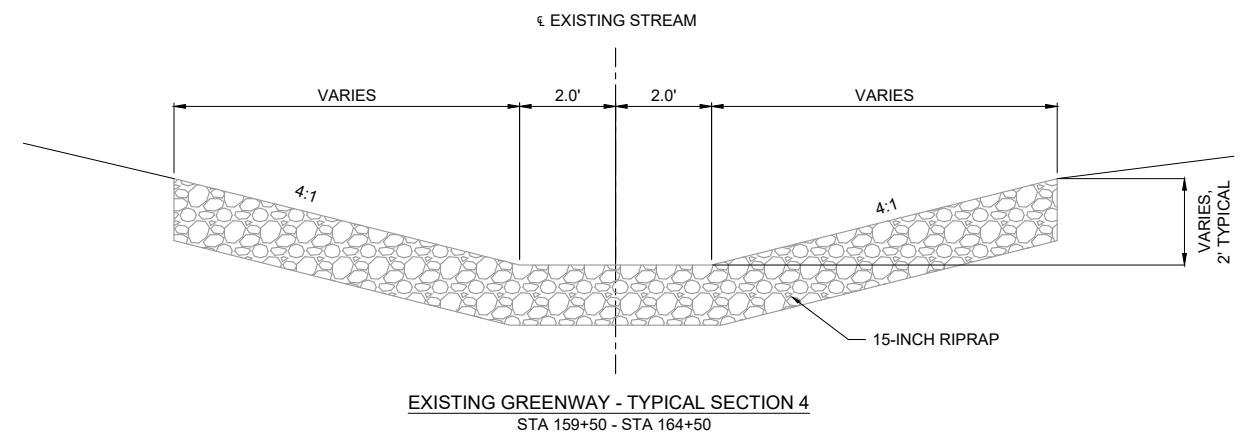 ℄ EXISTING STREAM
VARIES
2.0'
2.0'
VARIES
4:1
4:1
VARIES,
2' TYPICAL
15-INCH RIPRAP
EXISTING GREENWAY - TYPICAL SECTION 4
STA 159+50 - STA 164+50